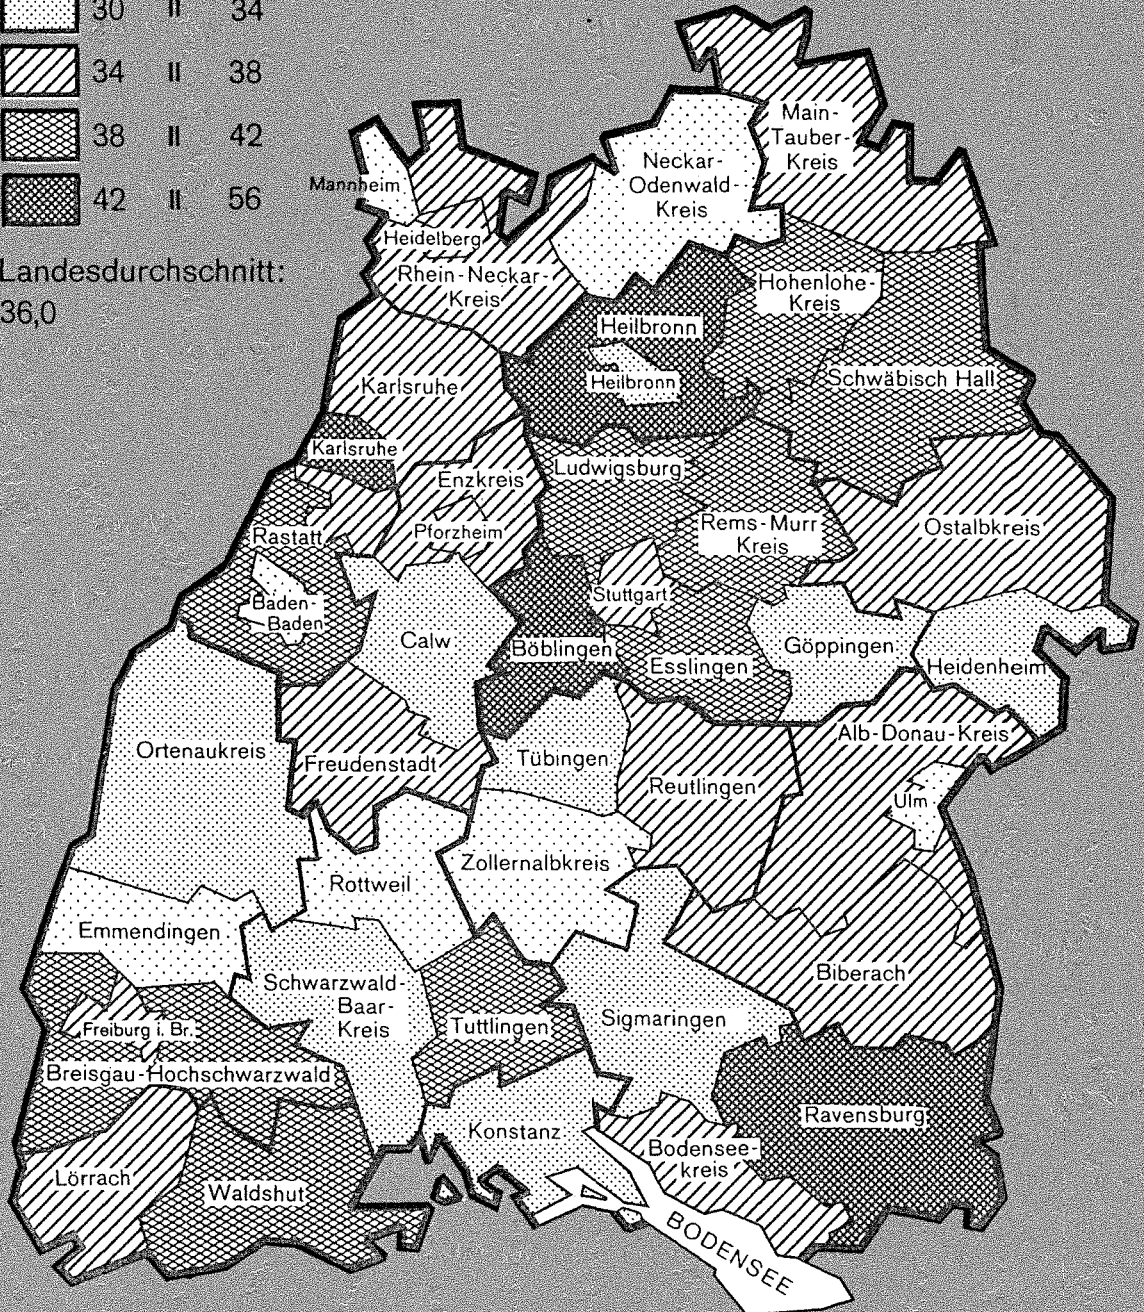 30 " 34
34 " 38
38 " 42
42 " 56
Landesdurchschnitt:
36,0
Main-
Tauber-
Kreis
Neckar-
Odenwald-
Kreis
Mannheim
Heidelberg
Rhein-Neckar-
Kreis
Hohenlohe-
Kreis
Heilbronn
Heilbronn
Schwäbisch Hall
Karlsruhe
Karlsruhe
Ludwigsburg
Enzkreis
Pforzheim
Rems-Murr
Kreis
Ostalbkreis
Rastatt
Baden-
Baden
Stuttgart
Calw
Böblingen
Esslingen
Göppingen
Heidenheim
Ortenaukreis
Freudenstadt
Tübingen
Reutlingen
Alb-Donau-Kreis
Ulm
Rottweil
Zollernalbkreis
Emmendingen
Biberach
Schwarzwald-
Baar-
Kreis
Tuttlingen
Sigmaringen
Freiburg i. Br.
Breisgau-Hochschwarzwald
Konstanz
Ravensburg
Bodensee-
kreis
Lörrach
Waldshut
BODENSEE